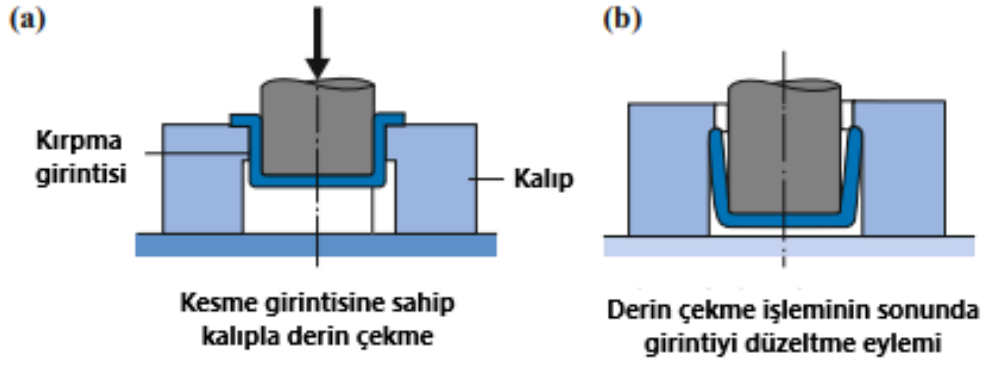 (a)
(b)
Kırpma
girintisi
Kalıp
Kesme girintisine sahip
kalıpla derin çekme
Derin çekme işleminin sonunda
girintiyi düzeltme eylemi